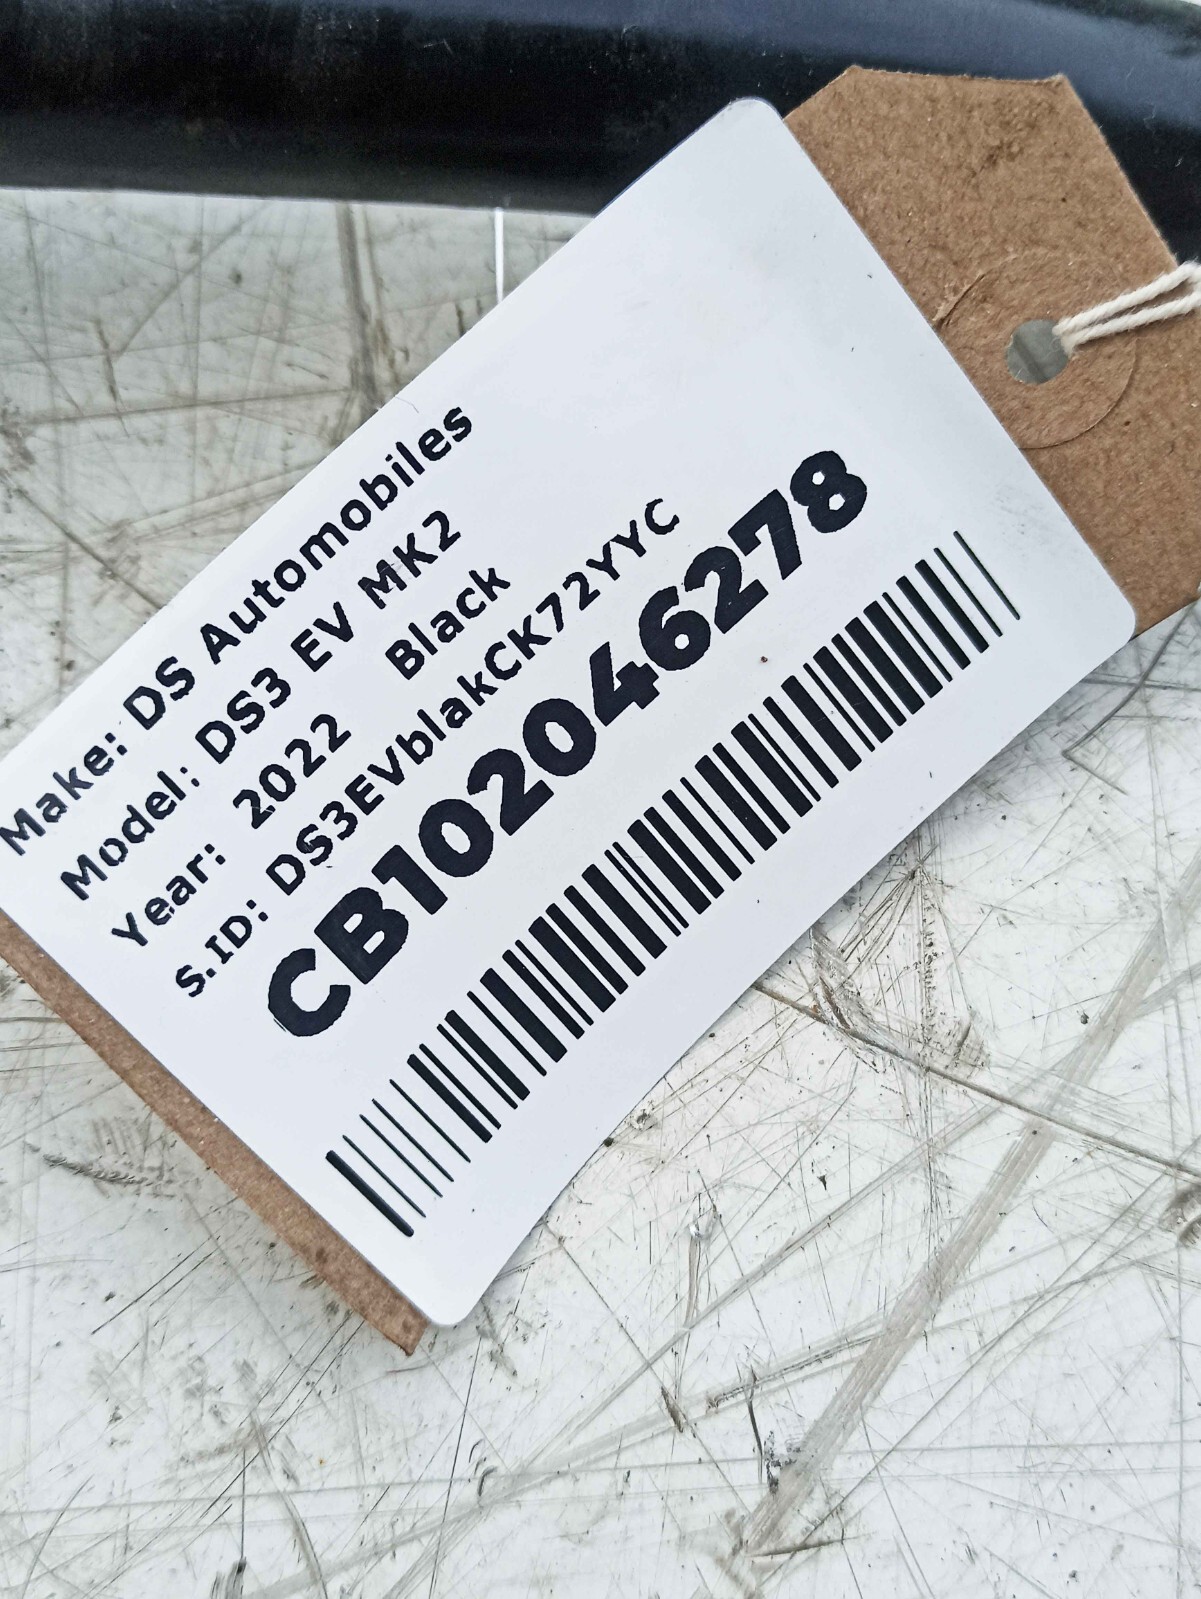 Make: DS Automobiles
Model: DS3 EV MK2
Year: 2022 Black
S.ID: DS3EVblakCK72YYC
CB102046278